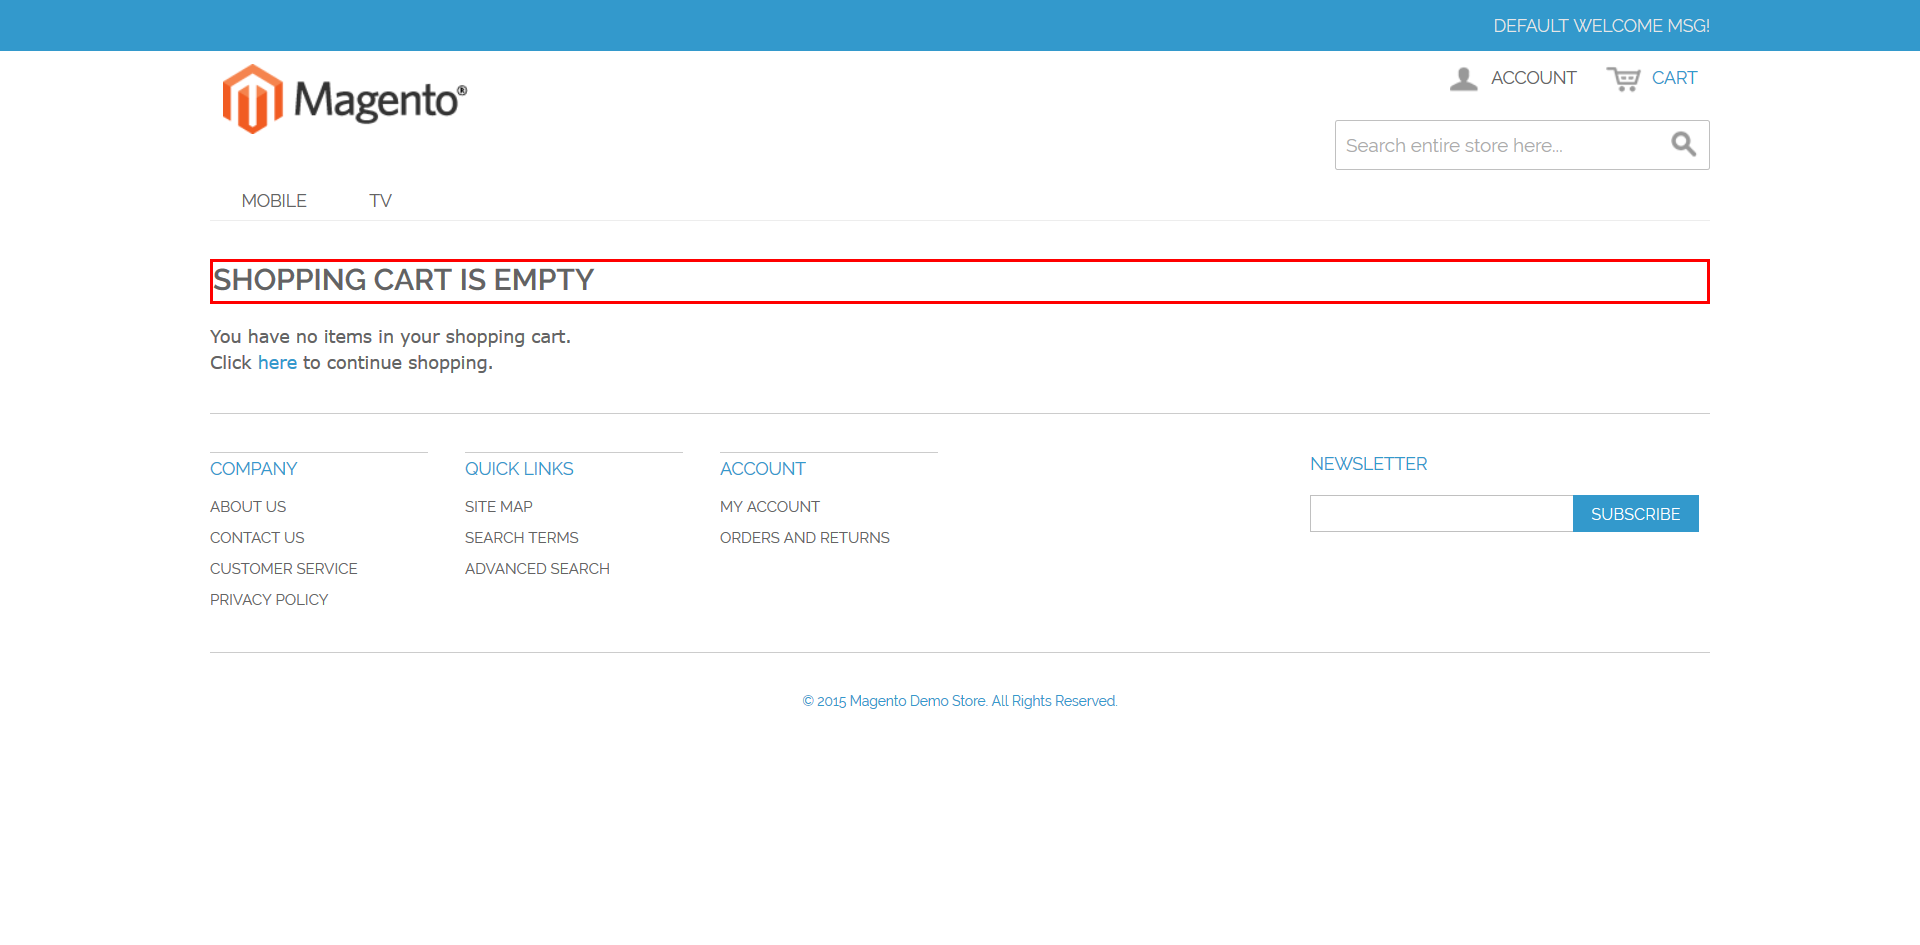 DEFAULT WELCOME MSG!
Magento®
ACCOUNT
CART
Search entire store here...
MOBILE
TV
SHOPPING CART IS EMPTY
You have no items in your shopping cart.
Click here to continue shopping.
COMPANY
ABOUT US
CONTACT US
CUSTOMER SERVICE
PRIVACY POLICY
QUICK LINKS
SITE MAP
SEARCH TERMS
ADVANCED SEARCH
ACCOUNT
MY ACCOUNT
ORDERS AND RETURNS
NEWSLETTER
SUBSCRIBE
© 2015 Magento Demo Store. All Rights Reserved.